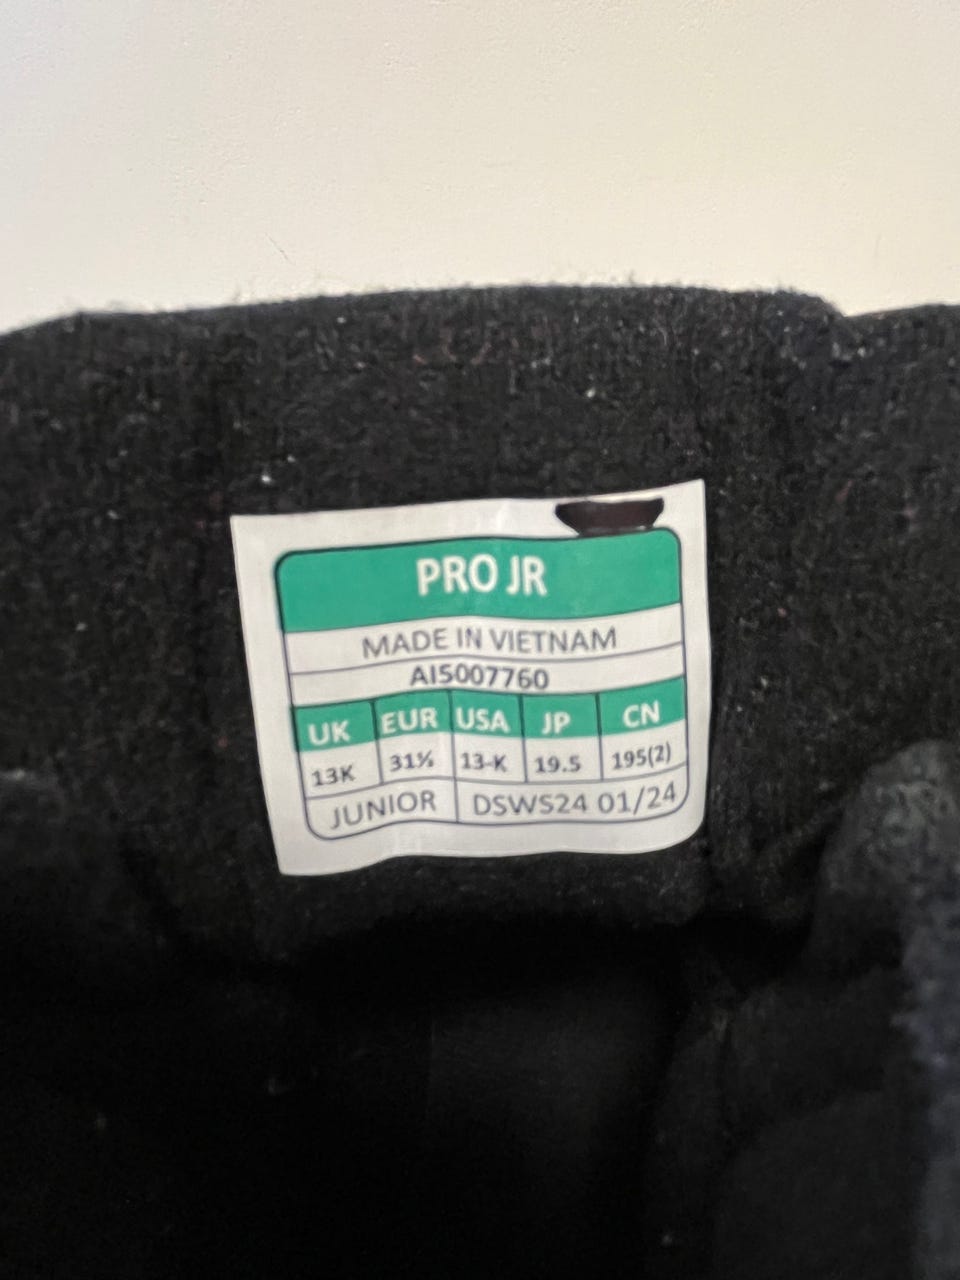 PRO JR
MADE IN VIETNAM
AI5007760
UK EUR USA JP CN
13K 31½ 13-K 19.5 195(2)
JUNIOR DSWS24 01/24